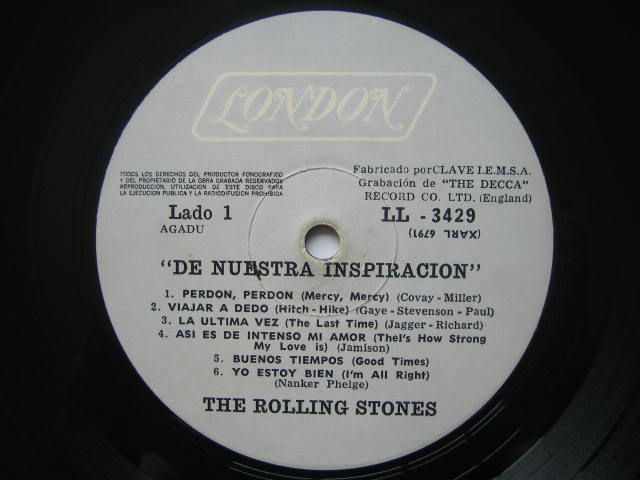 LONDON
TODOS LOS DERECHOS DEL PRODUCTOR FONOGRAFICO
Y DEL PROPIETARIO DE LA OBRA GRABADA RESERVADOS
REPRODUCCION, UTILIZACION DE ESTE DISCO PARA
LA EJECUCION PUBLICA Y LA RADIODIFUSION PROHIBIDA
Fabricado por CLAVE I.E.M.S.A.
Grabación de "THE DECCA"
RECORD CO. LTD. (England)
Lado 1
AGADU
LL - 3429
(XARL 6791)
"DE NUESTRA INSPIRACION"
1. PERDON, PERDON (Mercy, Mercy) (Covay - Miller)
2. VIAJAR A DEDO (Hitch - Hike) (Gaye - Stevenson - Paul)
3. LA ULTIMA VEZ (The Last Time) (Jagger - Richard)
4. ASI ES DE INTENSO MI AMOR (Thel's How Strong
My Love is) (Jamison)
5. BUENOS TIEMPOS (Good Times)
6. YO ESTOY BIEN (I'm All Right)
(Nanker Phelge)
THE ROLLING STONES